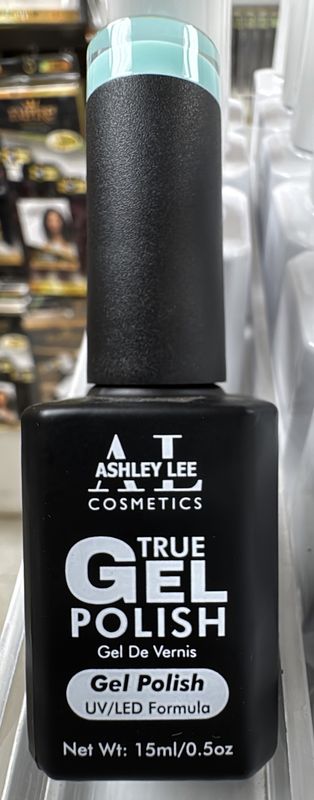 AL
ASHLEY LEE
COSMETICS
TRUE
GEL
POLISH
Gel De Vernis
Gel Polish
UV/LED Formula
Net Wt: 15ml/0.5oz